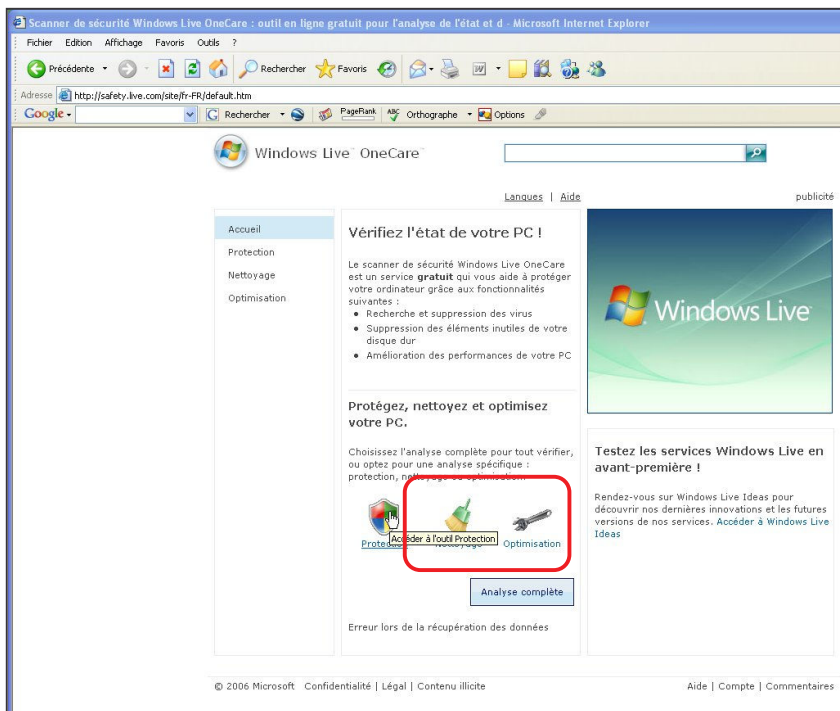 Scanner de sécurité Windows Live OneCare : outil en ligne gratuit pour l'analyse de l'état et d - Microsoft Internet Explorer
Fichier Edition Affichage Favoris Outils ?
Précédente Rechercher Favoris
Adresse http://safety.live.com/site/fr-FR/default.htm
Google Rechercher PageRank ABC Orthographe Options
Windows Live™ OneCare™
Langues | Aide
publicité
Accueil
Protection
Nettoyage
Optimisation
Vérifiez l'état de votre PC !
Le scanner de sécurité Windows Live OneCare
est un service gratuit qui vous aide à protéger
votre ordinateur grâce aux fonctionnalités
suivantes :
• Recherche et suppression des virus
• Suppression des éléments inutiles de votre
disque dur
• Amélioration des performances de votre PC
Windows Live
Protégez, nettoyez et optimisez
votre PC.
Choisissez l'analyse complète pour tout vérifier,
ou optez pour une analyse spécifique :
protection, nettoyage ou optimisation.
Accéder à l'outil Protection
Protection Nettoyage Optimisation
Analyse complète
Erreur lors de la récupération des données
Testez les services Windows Live en
avant-première !
Rendez-vous sur Windows Live Ideas pour
découvrir nos dernières innovations et les futures
versions de nos services. Accéder à Windows Live
Ideas
© 2006 Microsoft Confidentialité | Légal | Contenu illicite
Aide | Compte | Commentaires